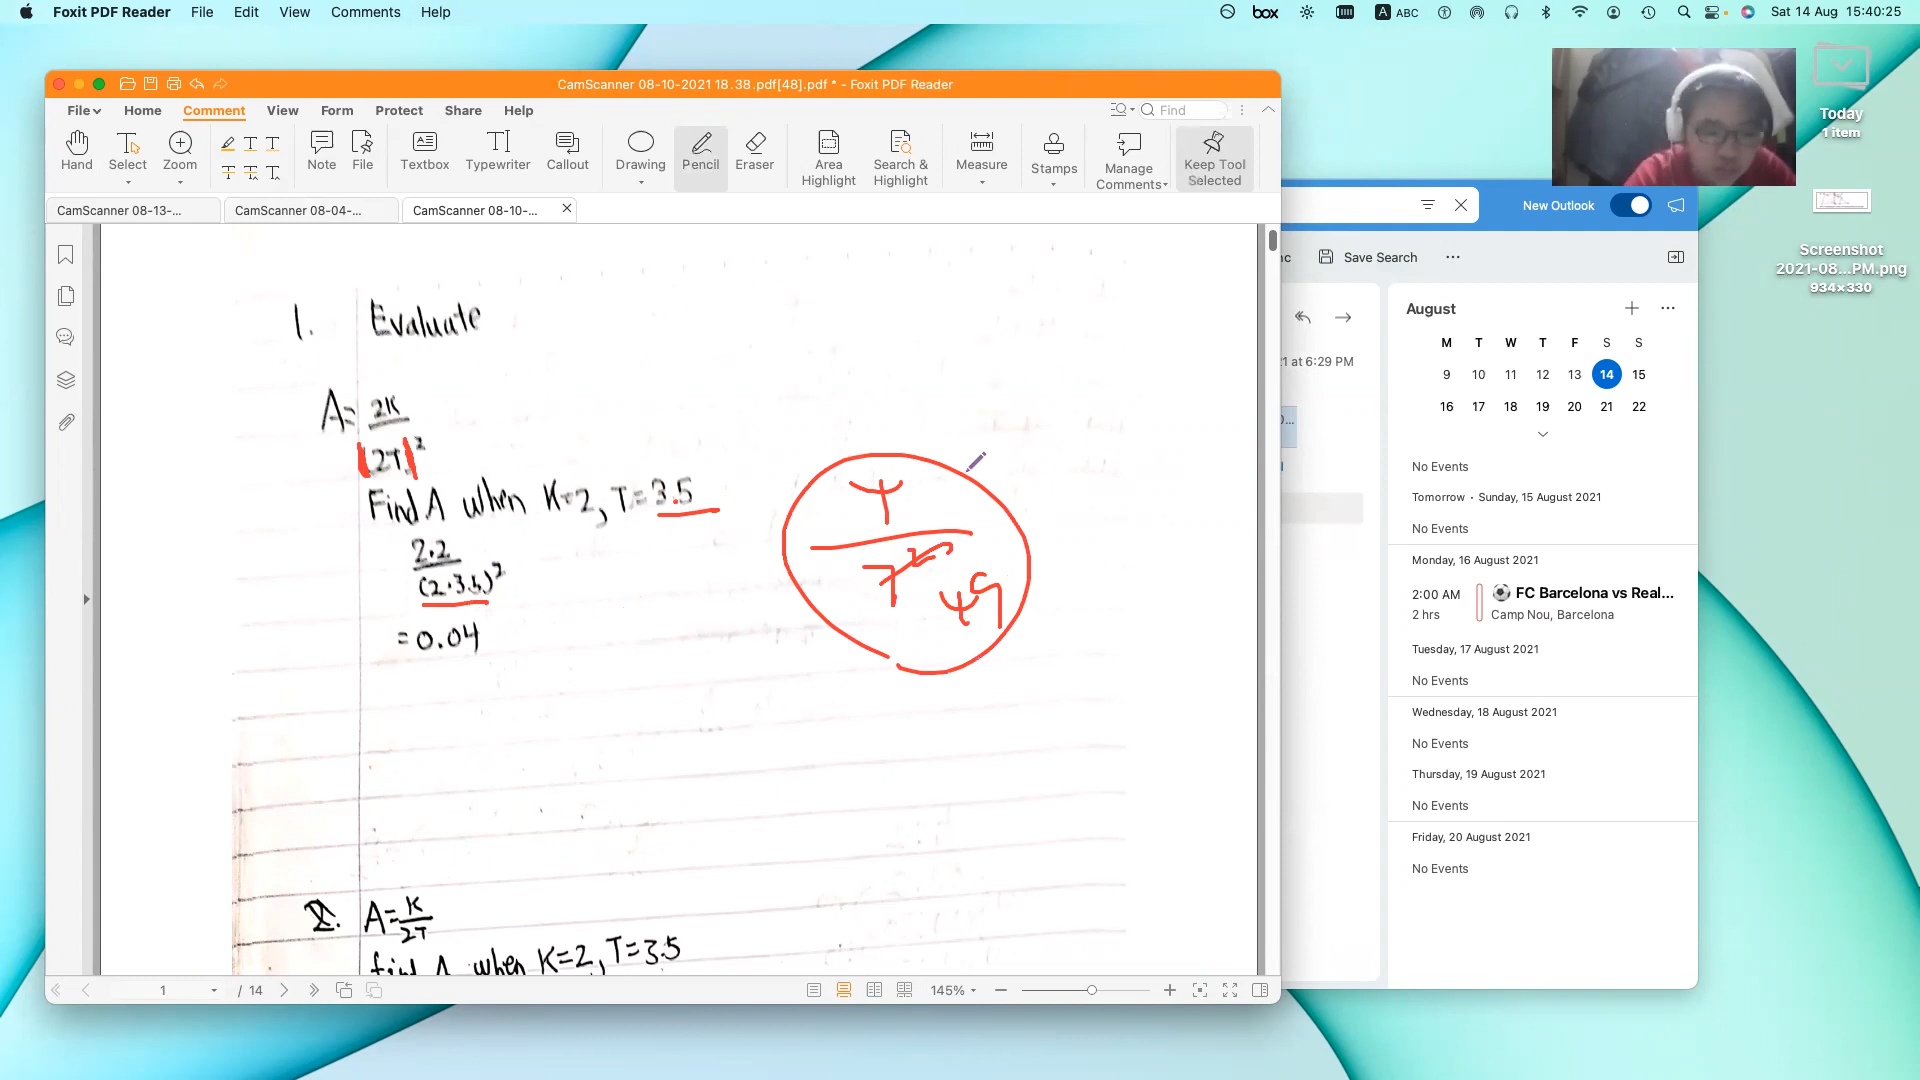 Foxit PDF Reader File Edit View Comments Help box A ABC Sat 14 Aug 15:40:25
CamScanner 08-10-2021 18.38.pdf[48].pdf * - Foxit PDF Reader
File Home Comment View Form Protect Share Help Find
Hand Select Zoom Note File Textbox Typewriter Callout Drawing Pencil Eraser Area Highlight Search & Highlight Measure Stamps Manage Comments Keep Tool Selected
CamScanner 08-13-... CamScanner 08-04-... CamScanner 08-10-...
1. Evaluate
A= 2K
(2T)²
Find A when K=2, T=3.5
2·2
(2·3.5)²
= 0.04
4
7² 49
2. A= K
2T
find A when K=2, T=3.5
1 / 14 145%
New Outlook
nc Save Search ...
21 at 6:29 PM
0...
August
M T W T F S S
9 10 11 12 13 14 15
16 17 18 19 20 21 22
No Events
Tomorrow • Sunday, 15 August 2021
No Events
Monday, 16 August 2021
2:00 AM FC Barcelona vs Real...
2 hrs Camp Nou, Barcelona
Tuesday, 17 August 2021
No Events
Wednesday, 18 August 2021
No Events
Thursday, 19 August 2021
No Events
Friday, 20 August 2021
No Events
Today
1 item
Screenshot
2021-08...PM.png
934×330